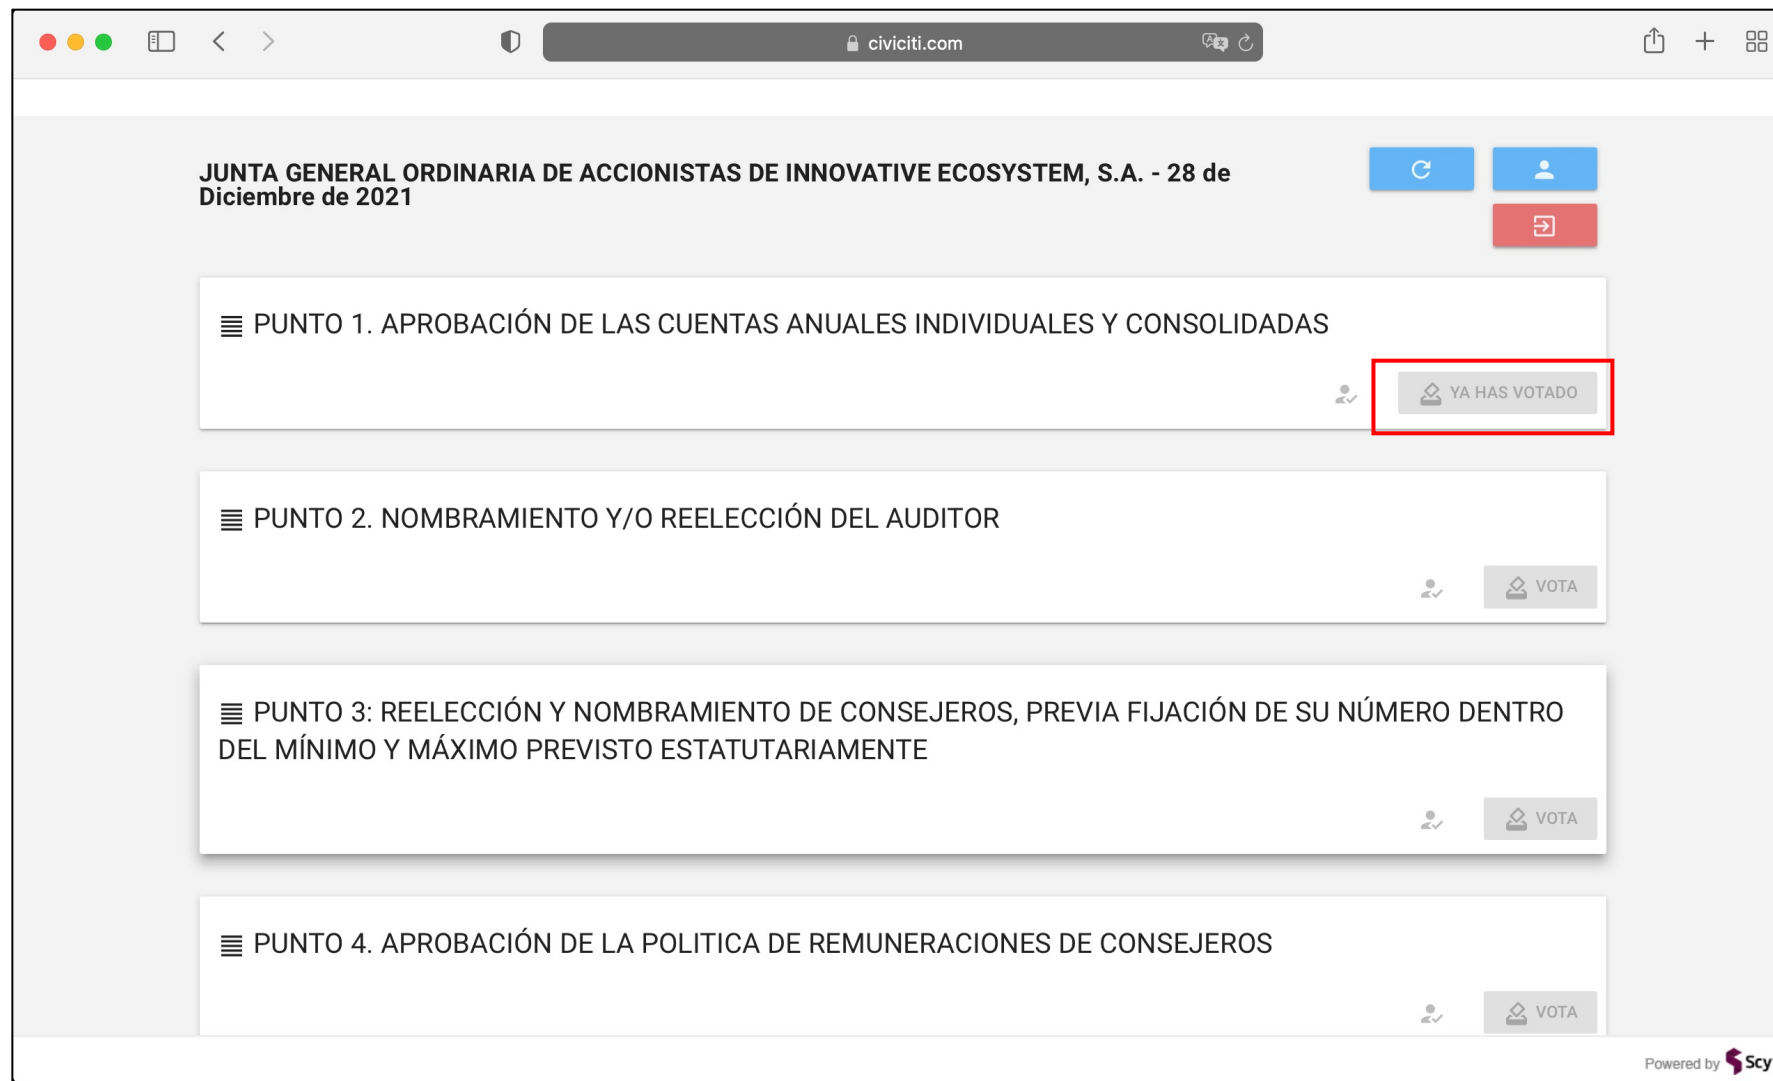 civiciti.com
JUNTA GENERAL ORDINARIA DE ACCIONISTAS DE INNOVATIVE ECOSYSTEM, S.A. - 28 de
Diciembre de 2021
PUNTO 1. APROBACIÓN DE LAS CUENTAS ANUALES INDIVIDUALES Y CONSOLIDADAS
YA HAS VOTADO
PUNTO 2. NOMBRAMIENTO Y/O REELECCIÓN DEL AUDITOR
VOTA
PUNTO 3: REELECCIÓN Y NOMBRAMIENTO DE CONSEJEROS, PREVIA FIJACIÓN DE SU NÚMERO DENTRO
DEL MÍNIMO Y MÁXIMO PREVISTO ESTATUTARIAMENTE
VOTA
PUNTO 4. APROBACIÓN DE LA POLITICA DE REMUNERACIONES DE CONSEJEROS
VOTA
Powered by Scy